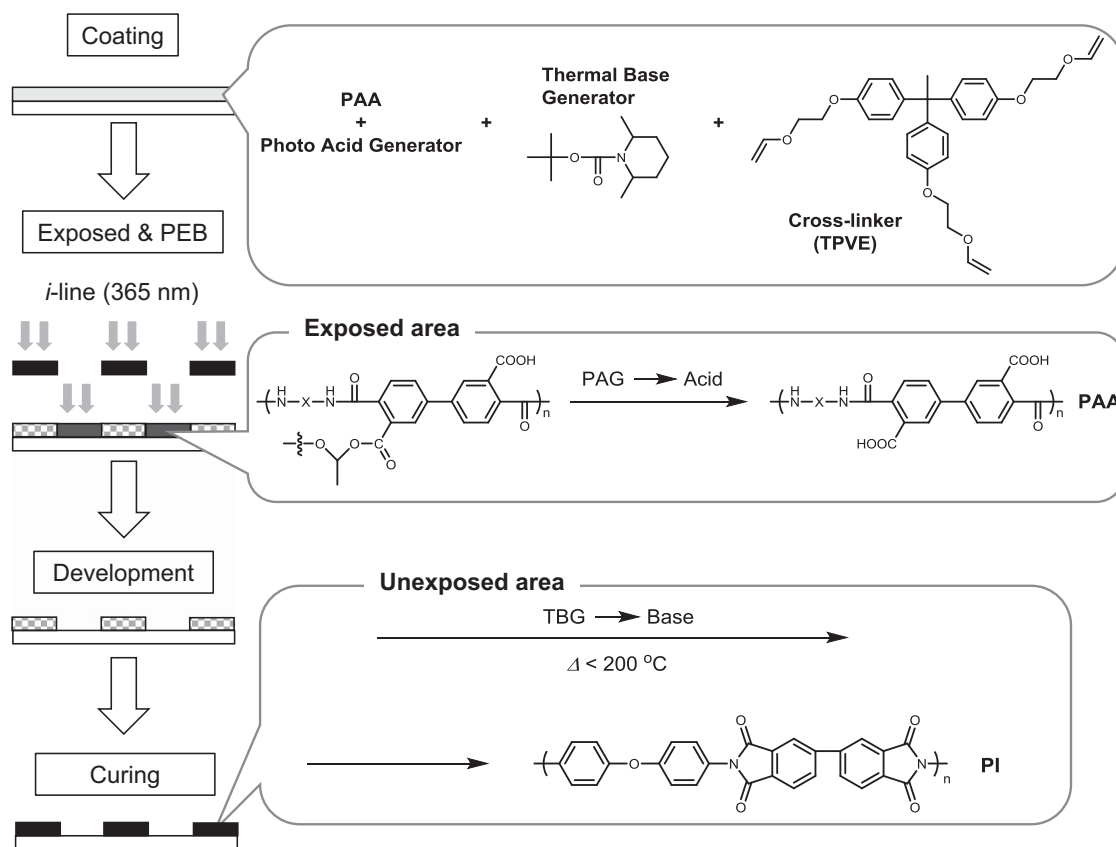 Coating
PAA
+
Photo Acid Generator
+
Thermal Base
Generator
O
N
O
+
O
O
O
O
O
O
Cross-linker
(TPVE)
Exposed & PEB
i-line (365 nm)
Exposed area
H
N
X
H
N
O
COOH
O
n
O
O
O
PAG → Acid
H
N
X
H
N
O
COOH
HOOC
O
n
PAA
Development
Unexposed area
TBG → Base
Δ < 200 °C
Curing
O
N
O
O
O
O
N
n
PI